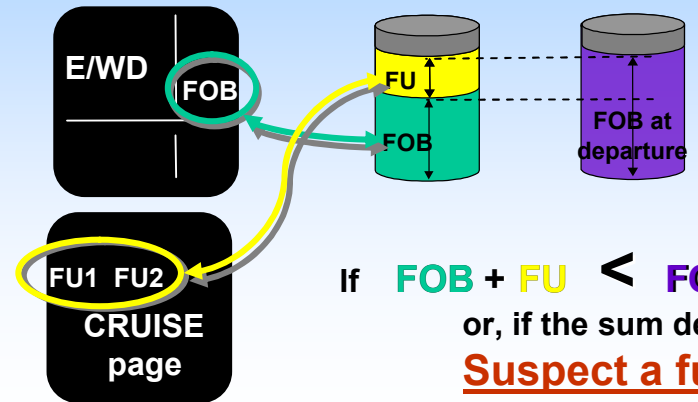 E/WD
FOB
FU
FOB
FOB at
departure
FU1 FU2
CRUISE
page
If FOB + FU <
or, if the sum
Suspect a